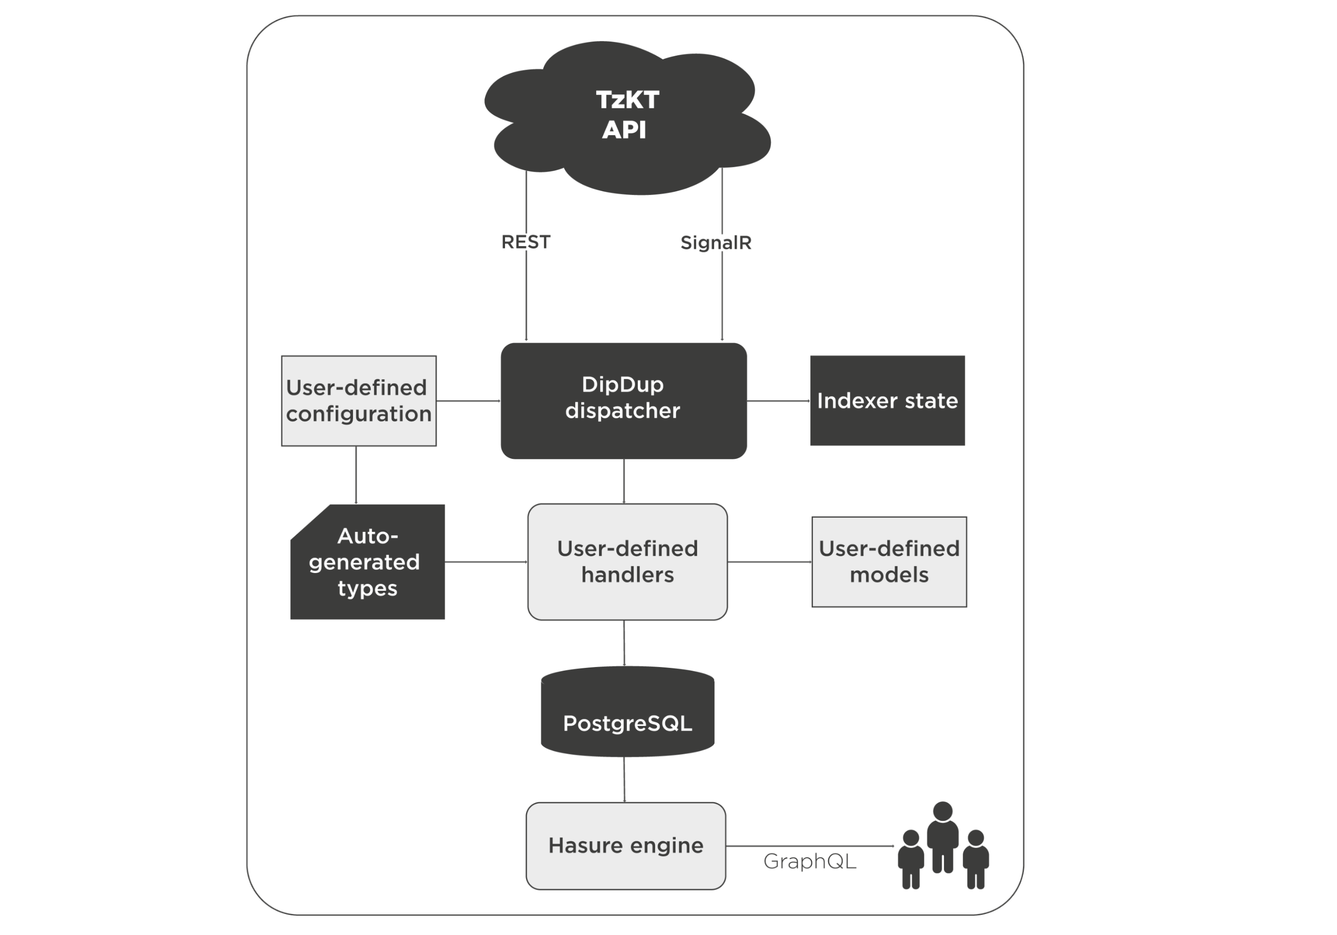 TzKT
API
REST
SignalR
User-defined
configuration
DipDup
dispatcher
Indexer state
Auto-
generated
types
User-defined
handlers
User-defined
models
PostgreSQL
Hasure engine
GraphQL